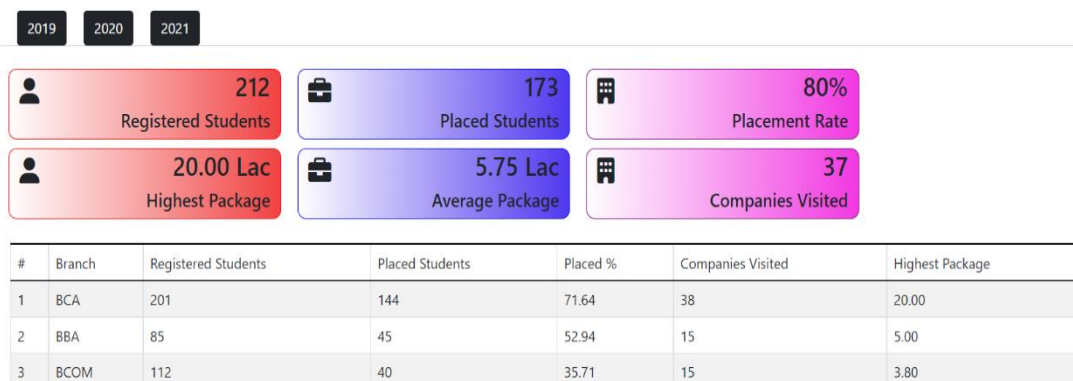 2019 2020 2021
212 173 80%
Registered Students Placed Students Placement Rate
20.00 Lac 5.75 Lac 37
Highest Package Average Package Companies Visited
# Branch Registered Students Placed Students Placed % Companies Visited Highest Package
1 BCA 201 144 71.64 38 20.00
2 BBA 85 45 52.94 15 5.00
3 BCOM 112 40 35.71 15 3.80